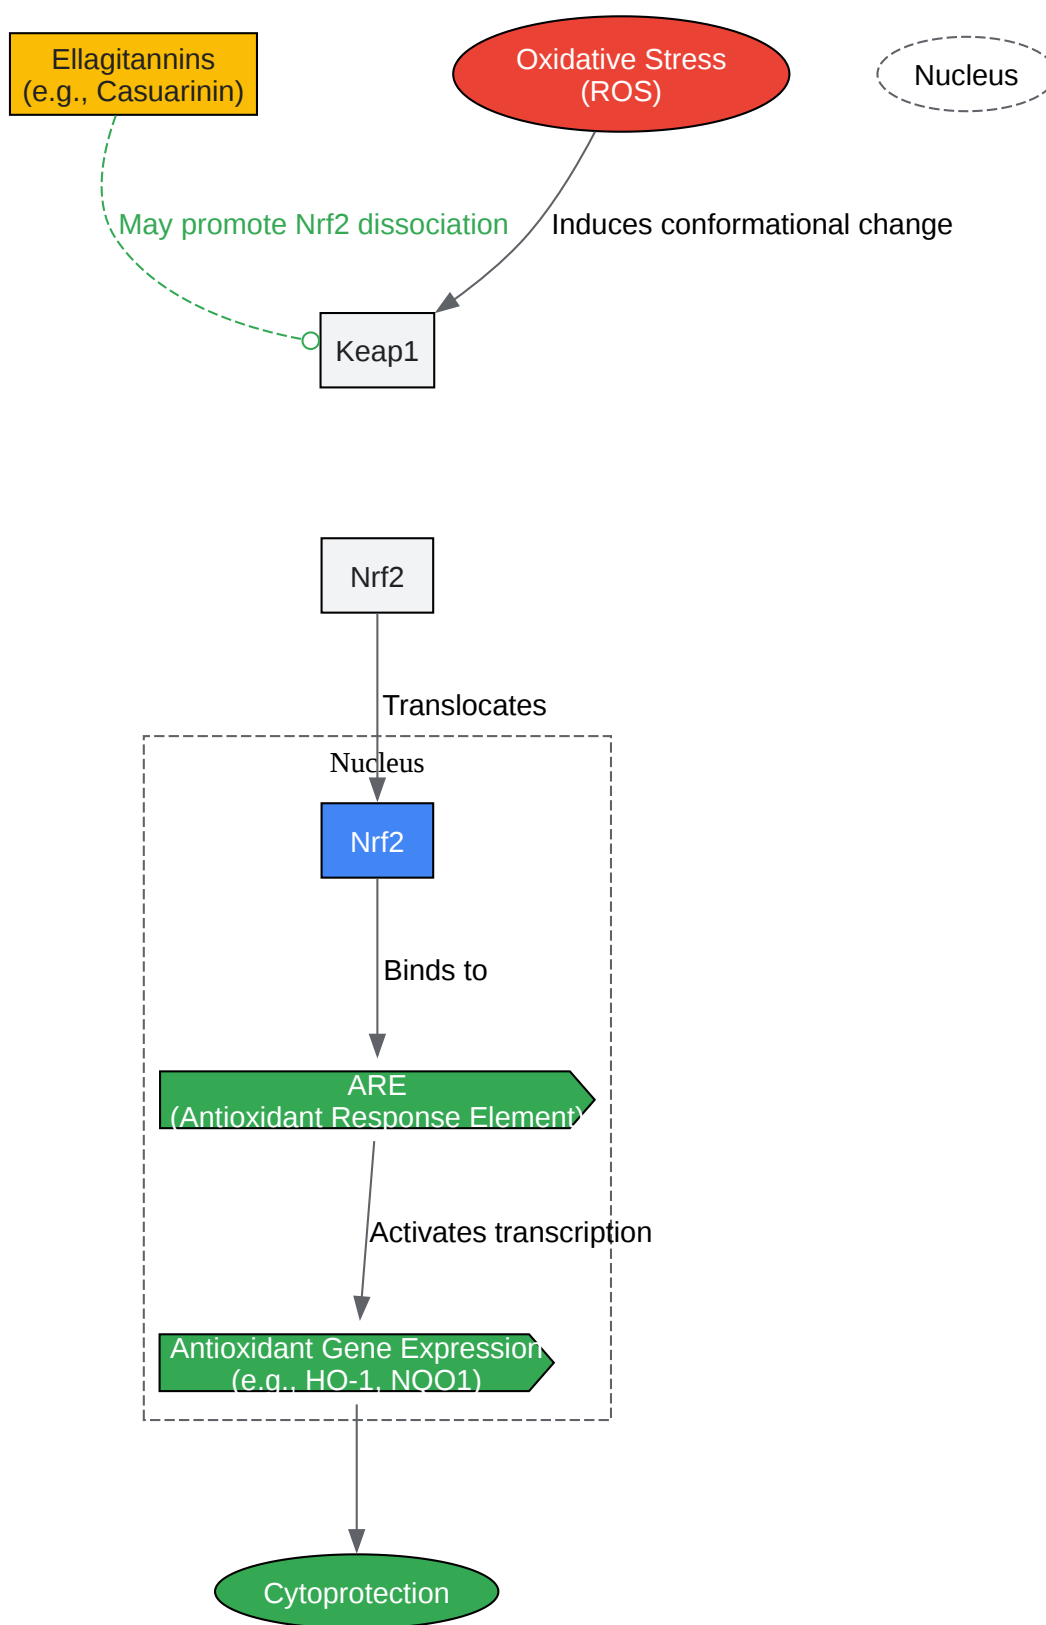 Ellagitannins
(e.g., Casuarinin)
Oxidative Stress
(ROS)
Nucleus
May promote Nrf2 dissociation
Induces conformational change
Keap1
Nrf2
Translocates
Nucleus
Nrf2
Binds to
ARE
(Antioxidant Response Element)
Activates transcription
Antioxidant Gene Expression
(e.g., HO-1, NQO1)
Cytoprotection